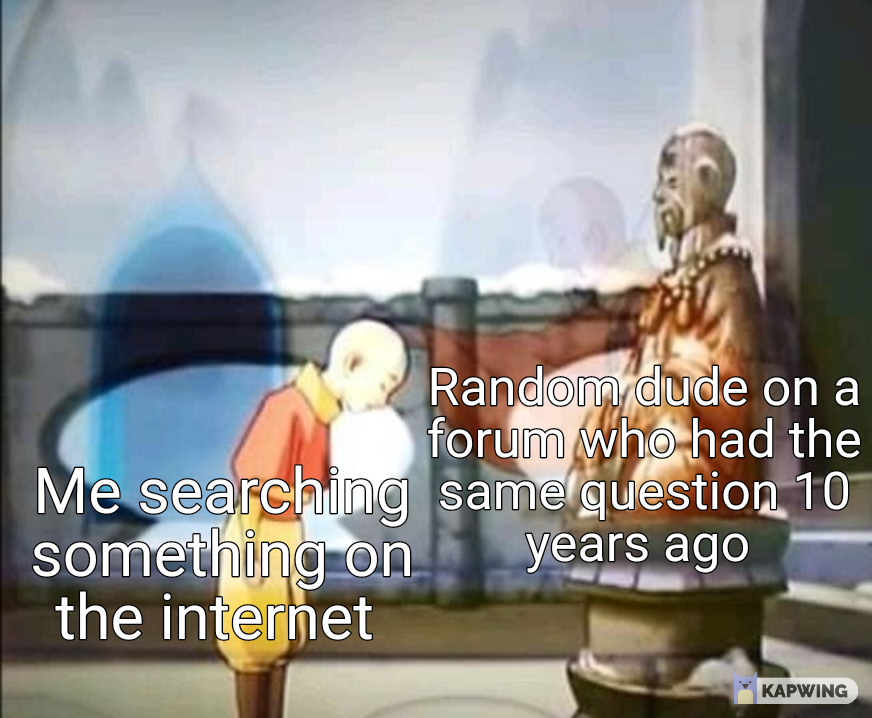 Me searching
something on
the internet
Random dude on a
forum who had the
same question 10
years ago
KAPWING